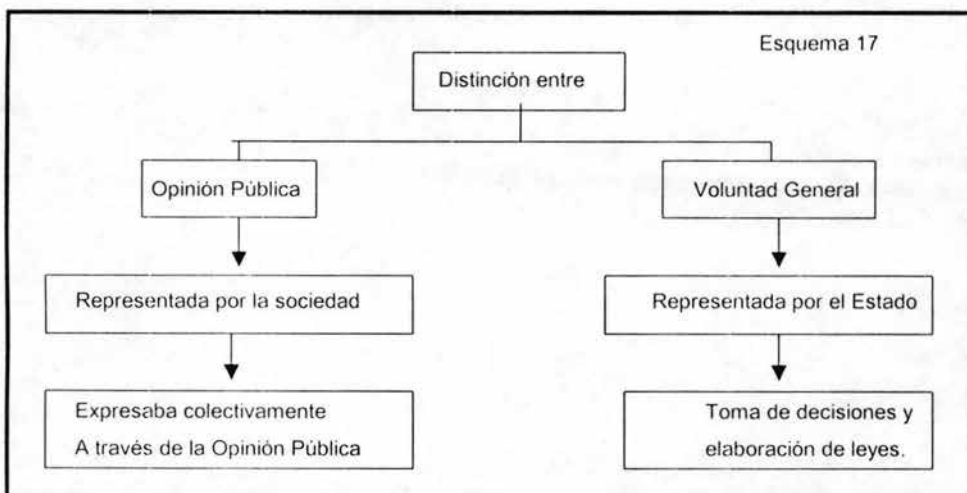 Esquema 17
Distinción entre
Opinión Pública
Voluntad General
Representada por la sociedad
Representada por el Estado
Expresaba colectivamente
A través de la Opinión Pública
Toma de decisiones y
elaboración de leyes.